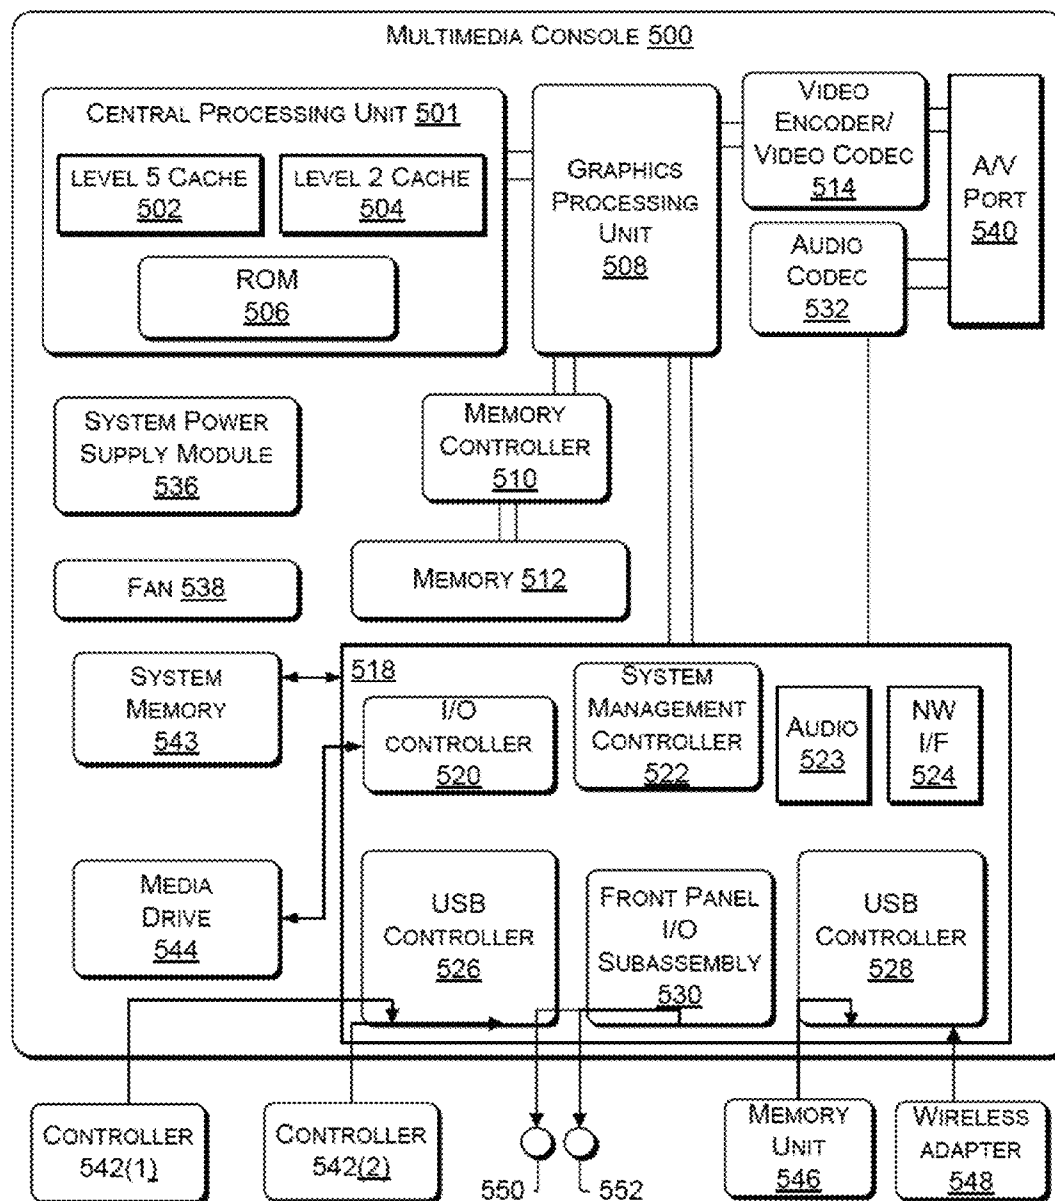 MULTIMEDIA CONSOLE 500
CENTRAL PROCESSING UNIT 501
LEVEL 5 CACHE
502
LEVEL 2 CACHE
504
ROM
506
GRAPHICS
PROCESSING
UNIT
508
VIDEO
ENCODER/
VIDEO CODEC
514
A/V
PORT
540
AUDIO
CODEC
532
SYSTEM POWER
SUPPLY MODULE
536
MEMORY
CONTROLLER
510
FAN 538
MEMORY 512
SYSTEM
MEMORY
543
518
I/O
CONTROLLER
520
SYSTEM
MANAGEMENT
CONTROLLER
522
AUDIO
523
NW
I/F
524
MEDIA
DRIVE
544
USB
CONTROLLER
526
FRONT PANEL
I/O
SUBASSEMBLY
530
USB
CONTROLLER
528
CONTROLLER
542(1)
CONTROLLER
542(2)
550
552
MEMORY
UNIT
546
WIRELESS
ADAPTER
548